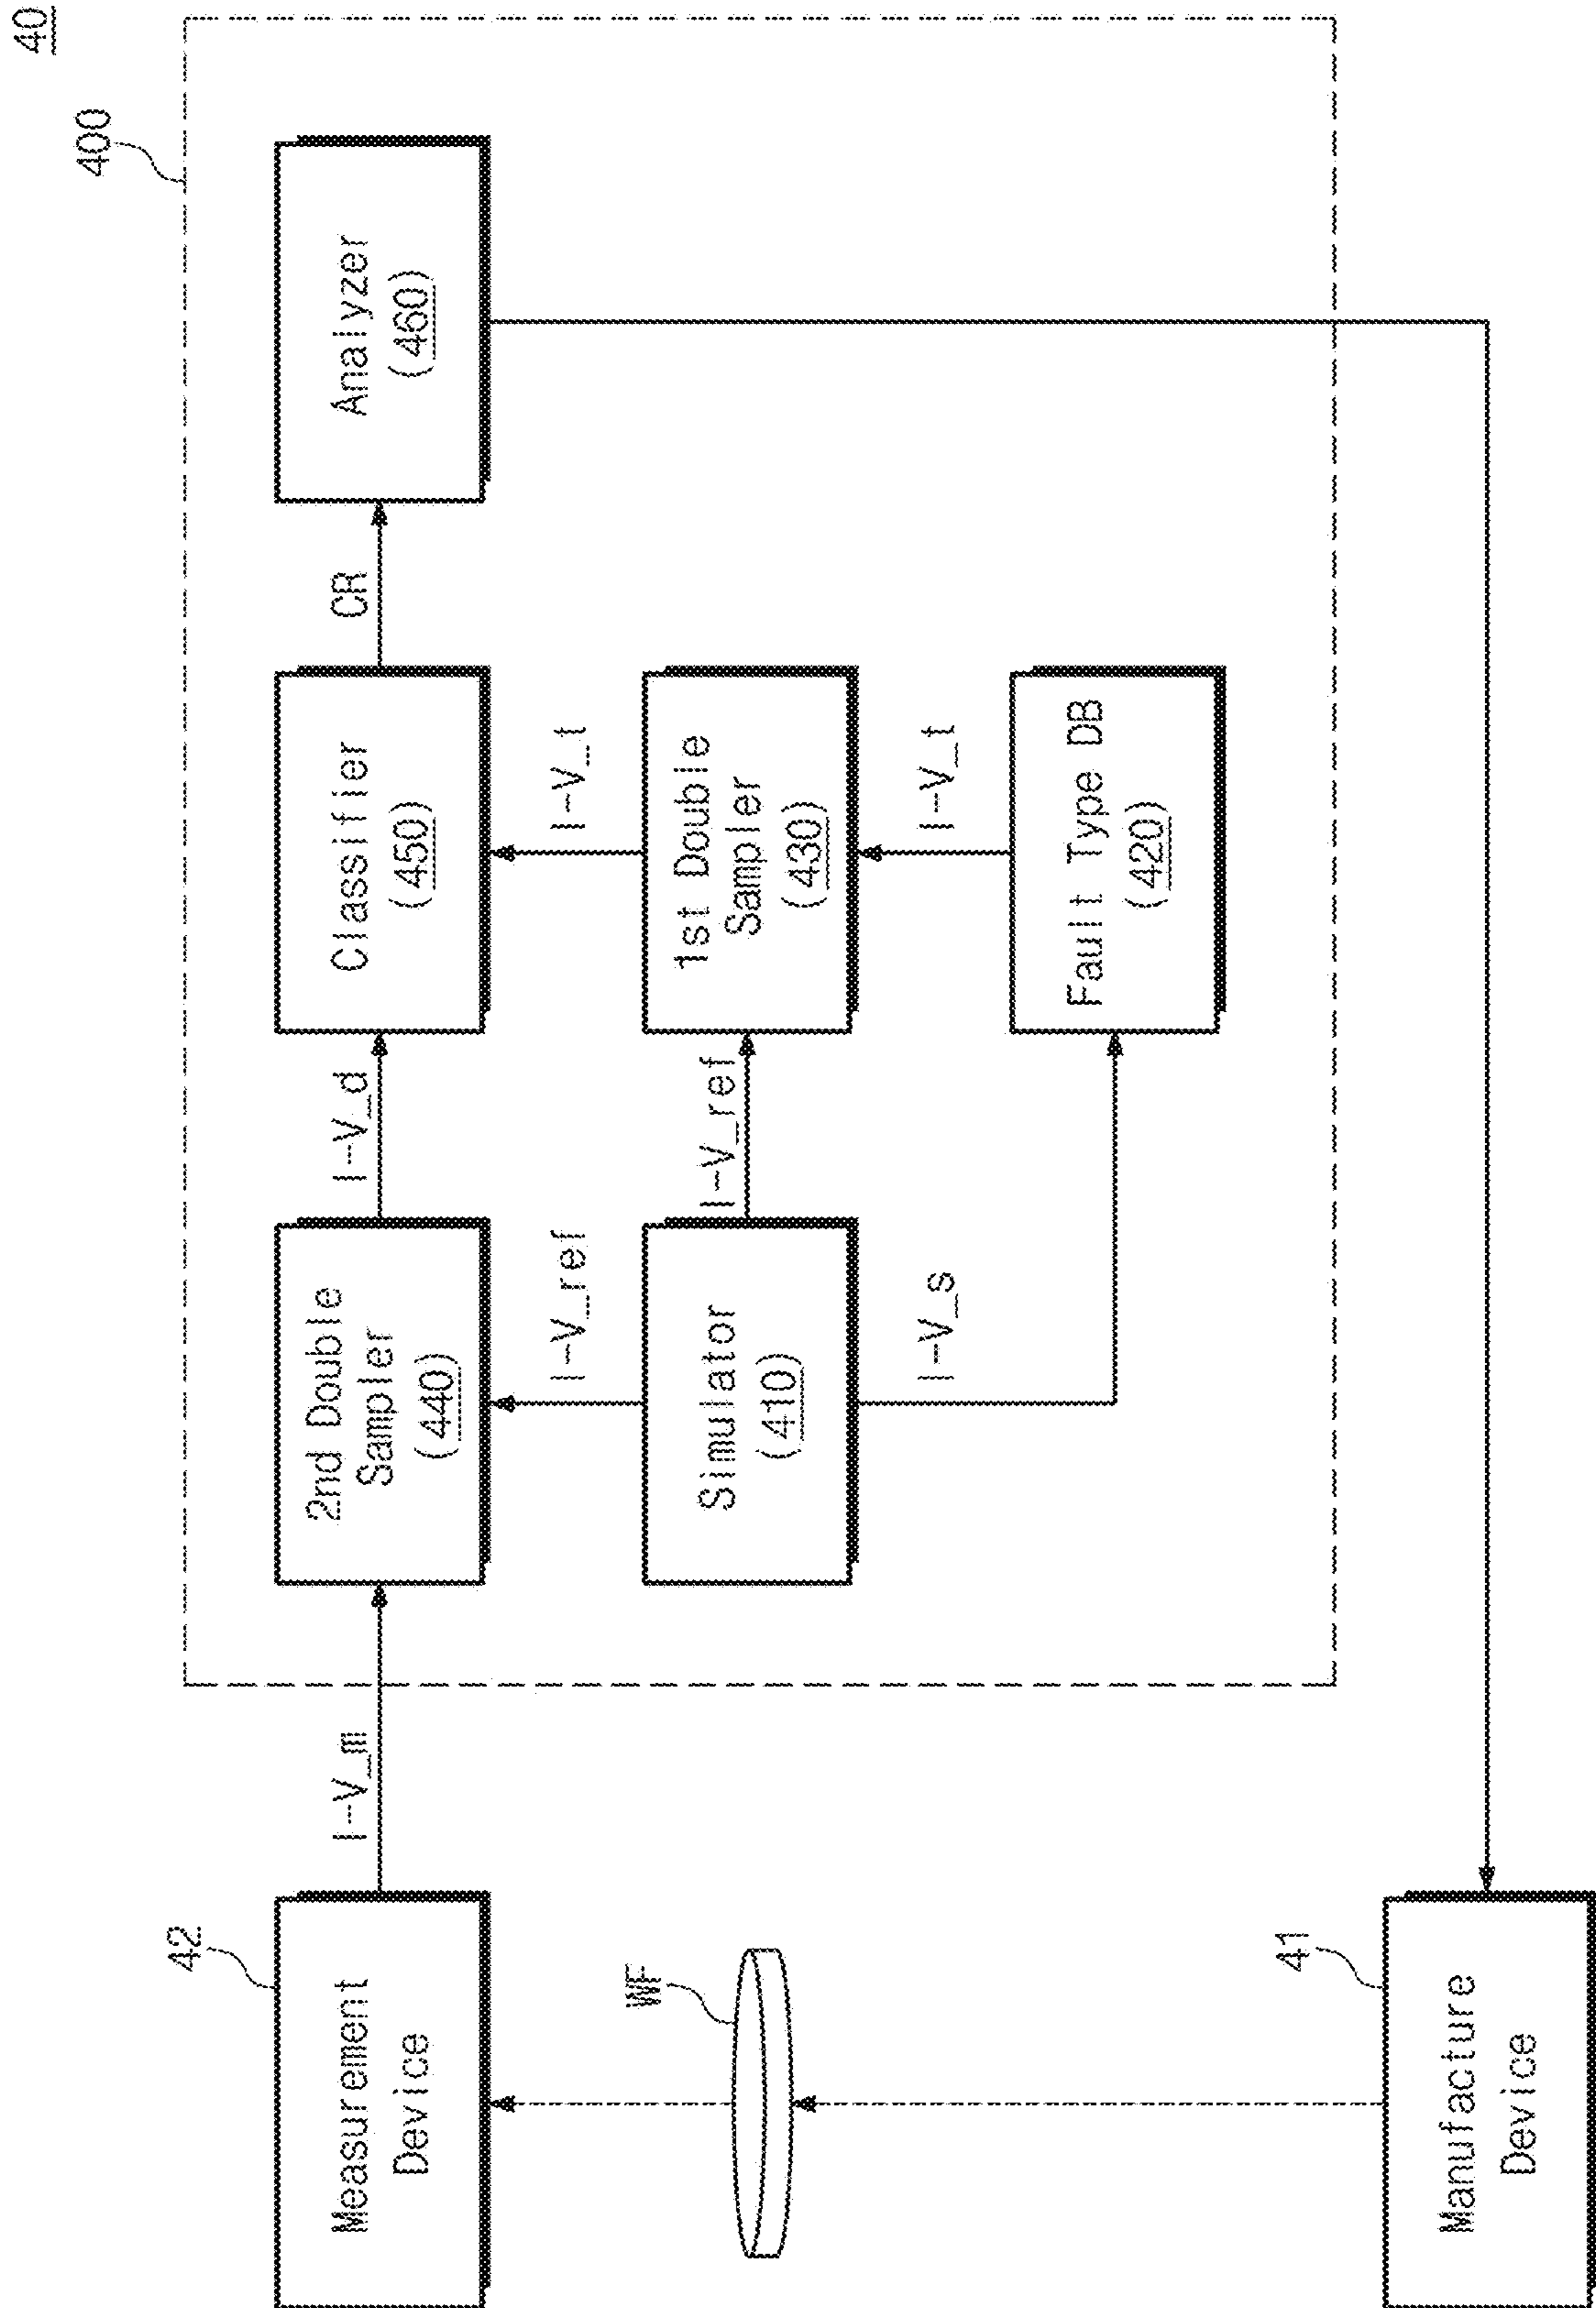 40
400
42
Measurement
Device
I-V_m
2nd Double
Sampler
(440)
I-V_d
Classifier
(450)
CR
Analyzer
(460)
WF
I-V_ref
I-V_t
Simulator
(410)
I-V_ref
1st Double
Sampler
(430)
I-V_s
I-V_t
Fault Type DB
(420)
41
Manufacture
Device